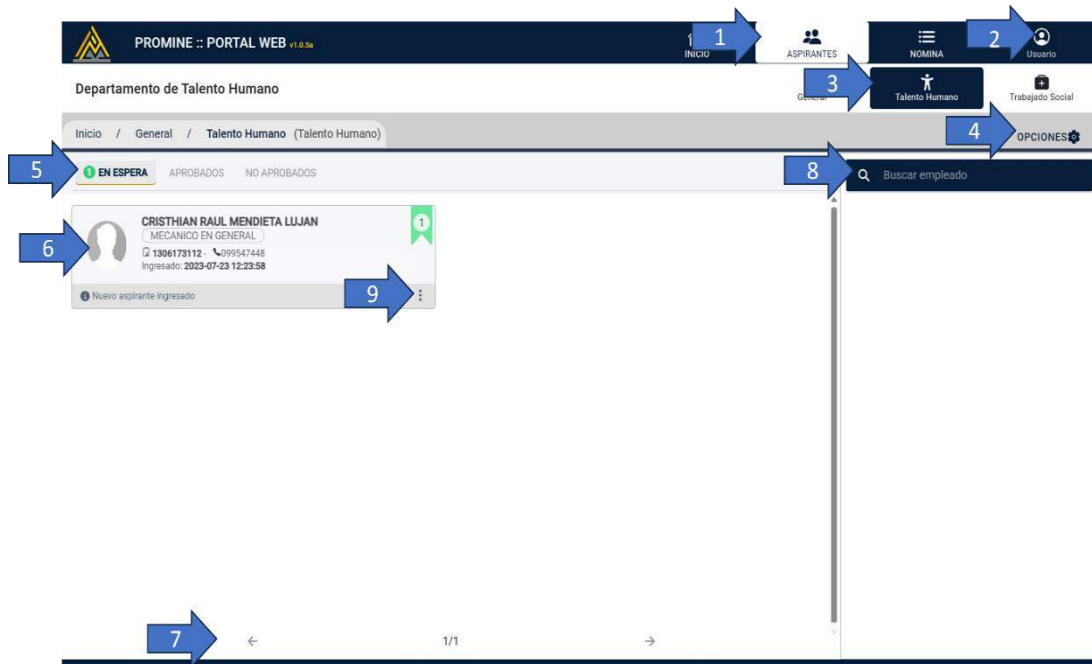 PROMINE :: PORTAL WEB v1.0.5a
1
INICIO
ASPIRANTES
NOMINA
2
Usuario
Departamento de Talento Humano
3
General
Talento Humano
Trabajado Social
Inicio / General / Talento Humano (Talento Humano)
4
OPCIONES
5
1 EN ESPERA APROBADOS NO APROBADOS
8
Buscar empleado
6
CRISTHIAN RAUL MENDIETA LUJAN
1
MECANICO EN GENERAL
1306173112 - 099547448
Ingresado: 2023-07-23 12:23:58
Nuevo aspirante ingresado
9
7
← 1/1 →